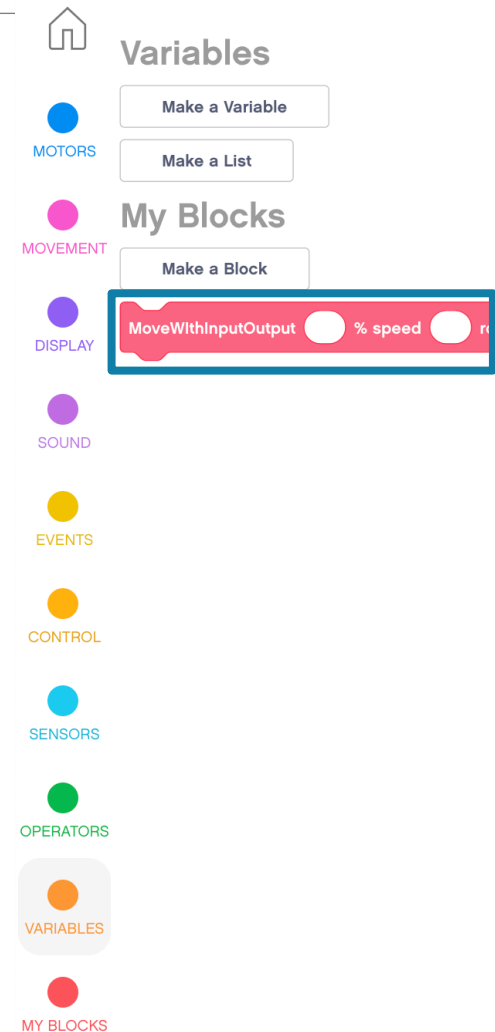 Variables
Make a Variable
Make a List
My Blocks
Make a Block
MoveWIthInputOutput % speed
MOTORS
MOVEMENT
DISPLAY
SOUND
EVENTS
CONTROL
SENSORS
OPERATORS
VARIABLES
MY BLOCKS